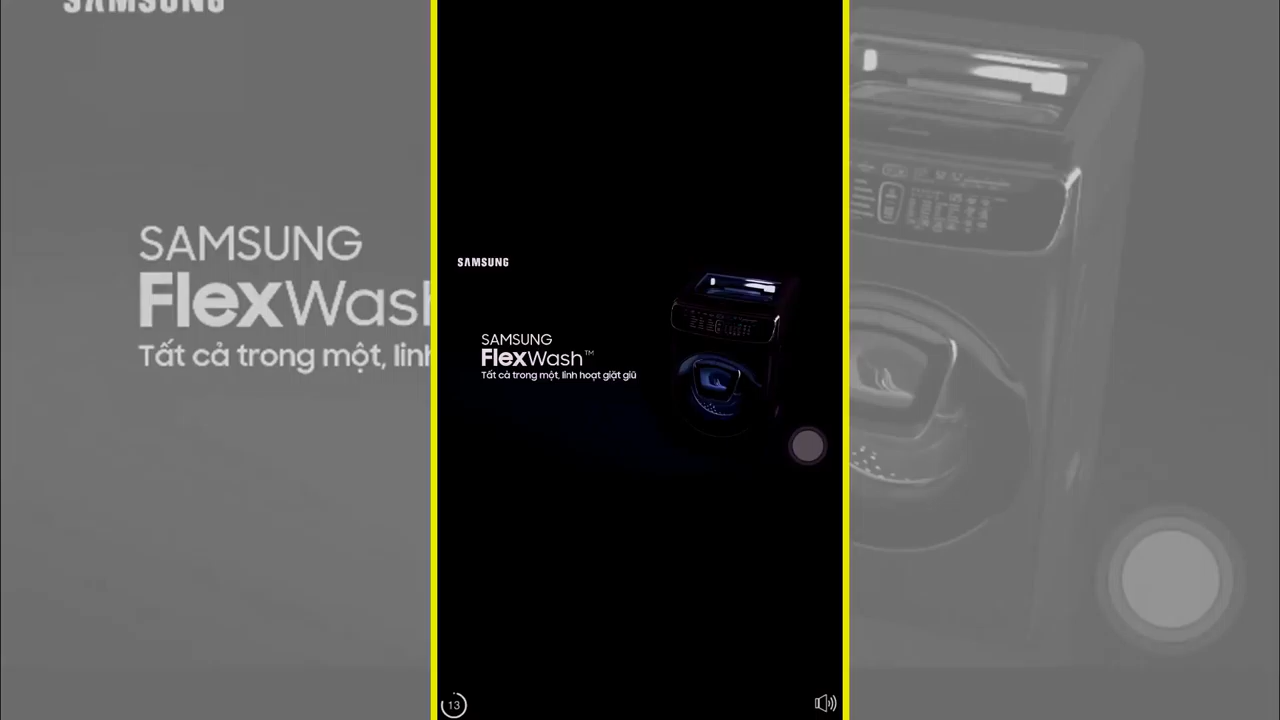 SAMSUNG
SAMSUNG
FlexWash
Tất cả trong một, linh
SAMSUNG
SAMSUNG
FlexWash™
Tất cả trong một, linh hoạt giặt giũ
13